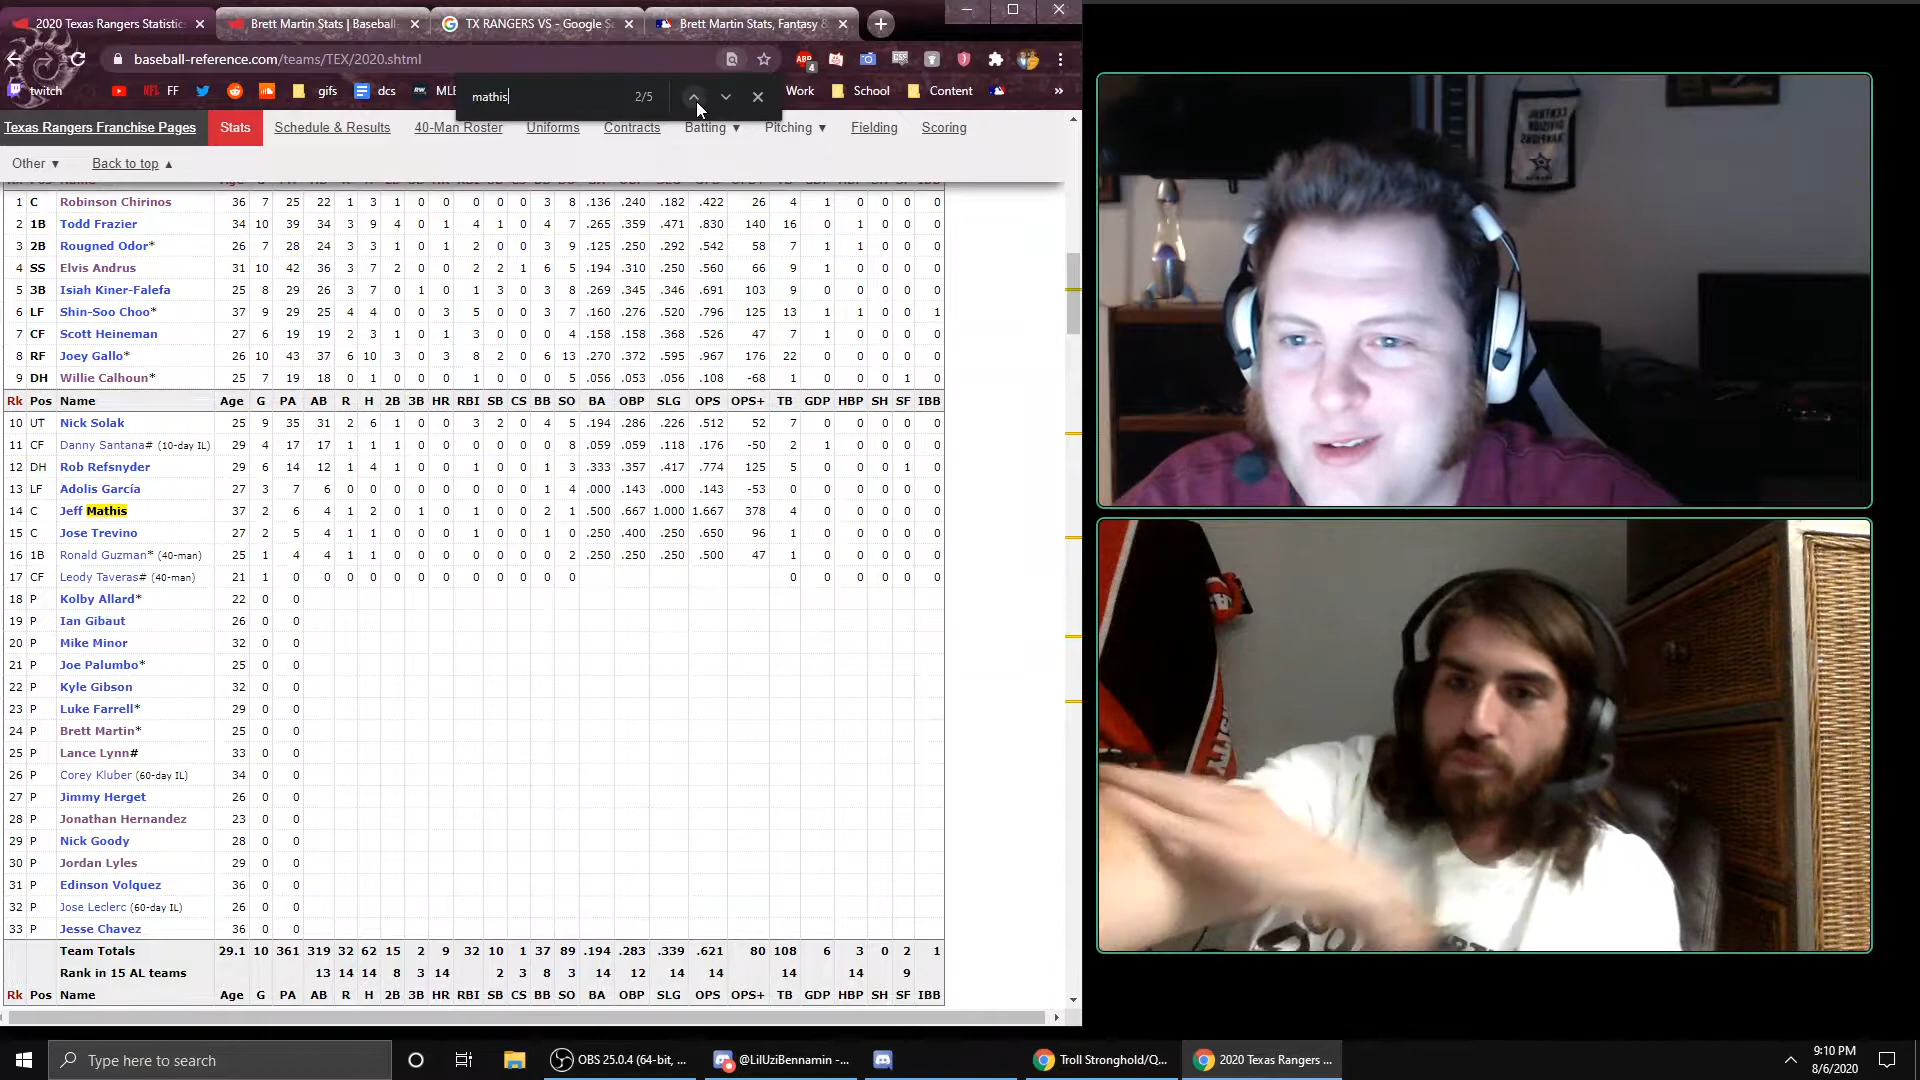 2020 Texas Rangers Statistics
Brett Martin Stats | Baseball-
TX RANGERS VS - Google S
Brett Martin Stats, Fantasy &
baseball-reference.com/teams/TEX/2020.shtml
twitch
NFL FF
gifs
dcs
RW MLB
Work
School
Content
»
mathis 2/5
ABP 4
Texas Rangers Franchise Pages Stats Schedule & Results 40-Man Roster Uniforms Contracts Batting ▼ Pitching ▼ Fielding Scoring
Other ▼ Back to top ▲
1 C Robinson Chirinos 36 7 25 22 1 3 1 0 0 0 0 0 3 8 .136 .240 .182 .422 26 4 1 0 0 0 0
2 1B Todd Frazier 34 10 39 34 3 9 4 0 1 4 1 0 4 7 .265 .359 .471 .830 140 16 0 1 0 0 0
3 2B Rougned Odor* 26 7 28 24 3 3 1 0 1 2 0 0 3 9 .125 .250 .292 .542 58 7 1 1 0 0 0
4 SS Elvis Andrus 31 10 42 36 3 7 2 0 0 2 2 1 6 5 .194 .310 .250 .560 66 9 1 0 0 0 0
5 3B Isiah Kiner-Falefa 25 8 29 26 3 7 0 1 0 1 3 0 3 8 .269 .345 .346 .691 103 9 0 0 0 0 0
6 LF Shin-Soo Choo* 37 9 29 25 4 4 0 0 3 5 0 0 3 7 .160 .276 .520 .796 125 13 1 1 0 0 1
7 CF Scott Heineman 27 6 19 19 2 3 1 0 1 3 0 0 0 4 .158 .158 .368 .526 47 7 1 0 0 0 0
8 RF Joey Gallo* 26 10 43 37 6 10 3 0 3 8 2 0 6 13 .270 .372 .595 .967 176 22 0 0 0 0 0
9 DH Willie Calhoun* 25 7 19 18 0 1 0 0 0 1 0 0 0 5 .056 .053 .056 .108 -68 1 0 0 0 1 0
Rk Pos Name Age G PA AB R H 2B 3B HR RBI SB CS BB SO BA OBP SLG OPS OPS+ TB GDP HBP SH SF IBB
10 UT Nick Solak 25 9 35 31 2 6 1 0 0 3 2 0 4 5 .194 .286 .226 .512 52 7 0 0 0 0 0
11 CF Danny Santana# (10-day IL) 29 4 17 17 1 1 1 0 0 0 0 0 0 8 .059 .059 .118 .176 -50 2 1 0 0 0 0
12 DH Rob Refsnyder 29 6 14 12 1 4 1 0 0 1 0 0 1 3 .333 .357 .417 .774 125 5 0 0 0 1 0
13 LF Adolis García 27 3 7 6 0 0 0 0 0 0 0 0 1 4 .000 .143 .000 .143 -53 0 0 0 0 0 0
14 C Jeff Mathis 37 2 6 4 1 2 0 1 0 1 0 0 2 1 .500 .667 1.000 1.667 378 4 0 0 0 0 0
15 C Jose Trevino 27 2 5 4 1 1 0 0 0 0 0 0 1 0 .250 .400 .250 .650 96 1 0 0 0 0 0
16 1B Ronald Guzman* (40-man) 25 1 4 4 1 1 0 0 0 0 0 0 0 2 .250 .250 .250 .500 47 1 0 0 0 0 0
17 CF Leody Taveras# (40-man) 21 1 0 0 0 0 0 0 0 0 0 0 0 0 0 0 0 0 0 0
18 P Kolby Allard* 22 0 0
19 P Ian Gibaut 26 0 0
20 P Mike Minor 32 0 0
21 P Joe Palumbo* 25 0 0
22 P Kyle Gibson 32 0 0
23 P Luke Farrell* 29 0 0
24 P Brett Martin* 25 0 0
25 P Lance Lynn# 33 0 0
26 P Corey Kluber (60-day IL) 34 0 0
27 P Jimmy Herget 26 0 0
28 P Jonathan Hernandez 23 0 0
29 P Nick Goody 28 0 0
30 P Jordan Lyles 29 0 0
31 P Edinson Volquez 36 0 0
32 P Jose Leclerc (60-day IL) 26 0 0
33 P Jesse Chavez 36 0 0
Team Totals 29.1 10 361 319 32 62 15 2 9 32 10 1 37 89 .194 .283 .339 .621 80 108 6 3 0 2 1
Rank in 15 AL teams 13 14 14 8 3 14 2 3 8 3 14 12 14 14 14 14 9
Rk Pos Name Age G PA AB R H 2B 3B HR RBI SB CS BB SO BA OBP SLG OPS OPS+ TB GDP HBP SH SF IBB
CENTRAL
DIVISION
CHAMPIONS
Type here to search
OBS 25.0.4 (64-bit, ...
@LilUziBennamin -...
Troll Stronghold/Q...
2020 Texas Rangers ...
9:10 PM
8/6/2020